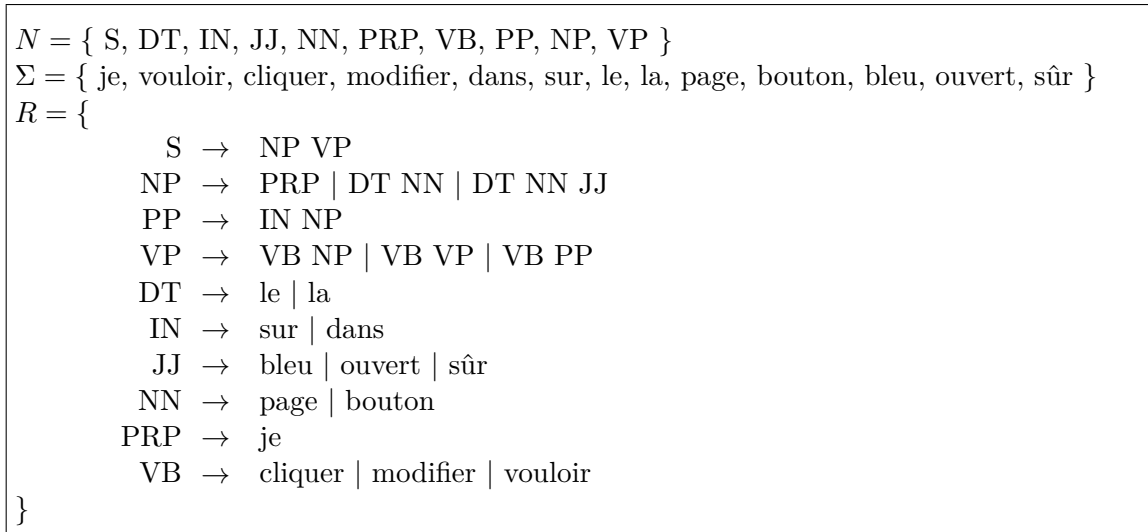 N = { S, DT, IN, JJ, NN, PRP, VB, PP, NP, VP }
Σ = { je, vouloir, cliquer, modifier, dans, sur, le, la, page, bouton, bleu, ouvert, sûr }
R = {
S → NP VP
NP → PRP | DT NN | DT NN JJ
PP → IN NP
VP → VB NP | VB VP | VB PP
DT → le | la
IN → sur | dans
JJ → bleu | ouvert | sûr
NN → page | bouton
PRP → je
VB → cliquer | modifier | vouloir
}